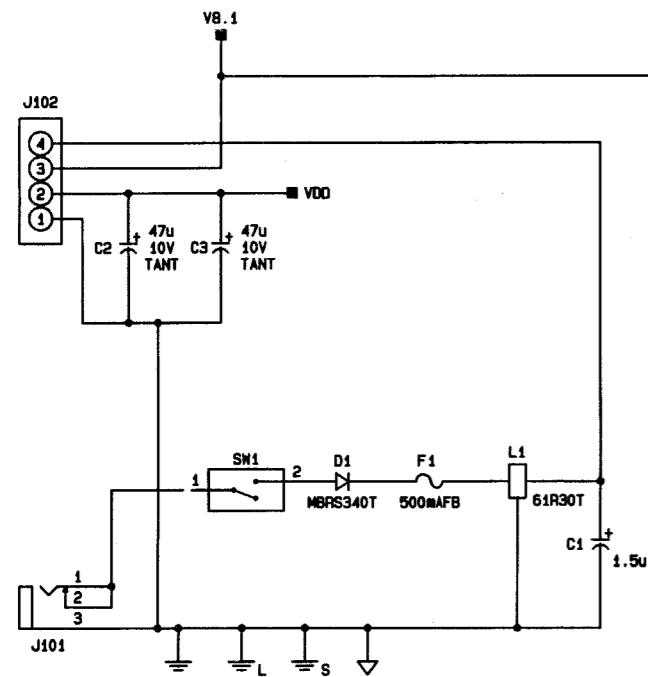 V8.1
J102
4
3
2
1
VDD
C2
47u
10V
TANT
C3
47u
10V
TANT
SW1
1
2
D1
MBRS340T
F1
500mAFB
L1
61R30T
C1
1.5u
1
2
3
J101
L
S